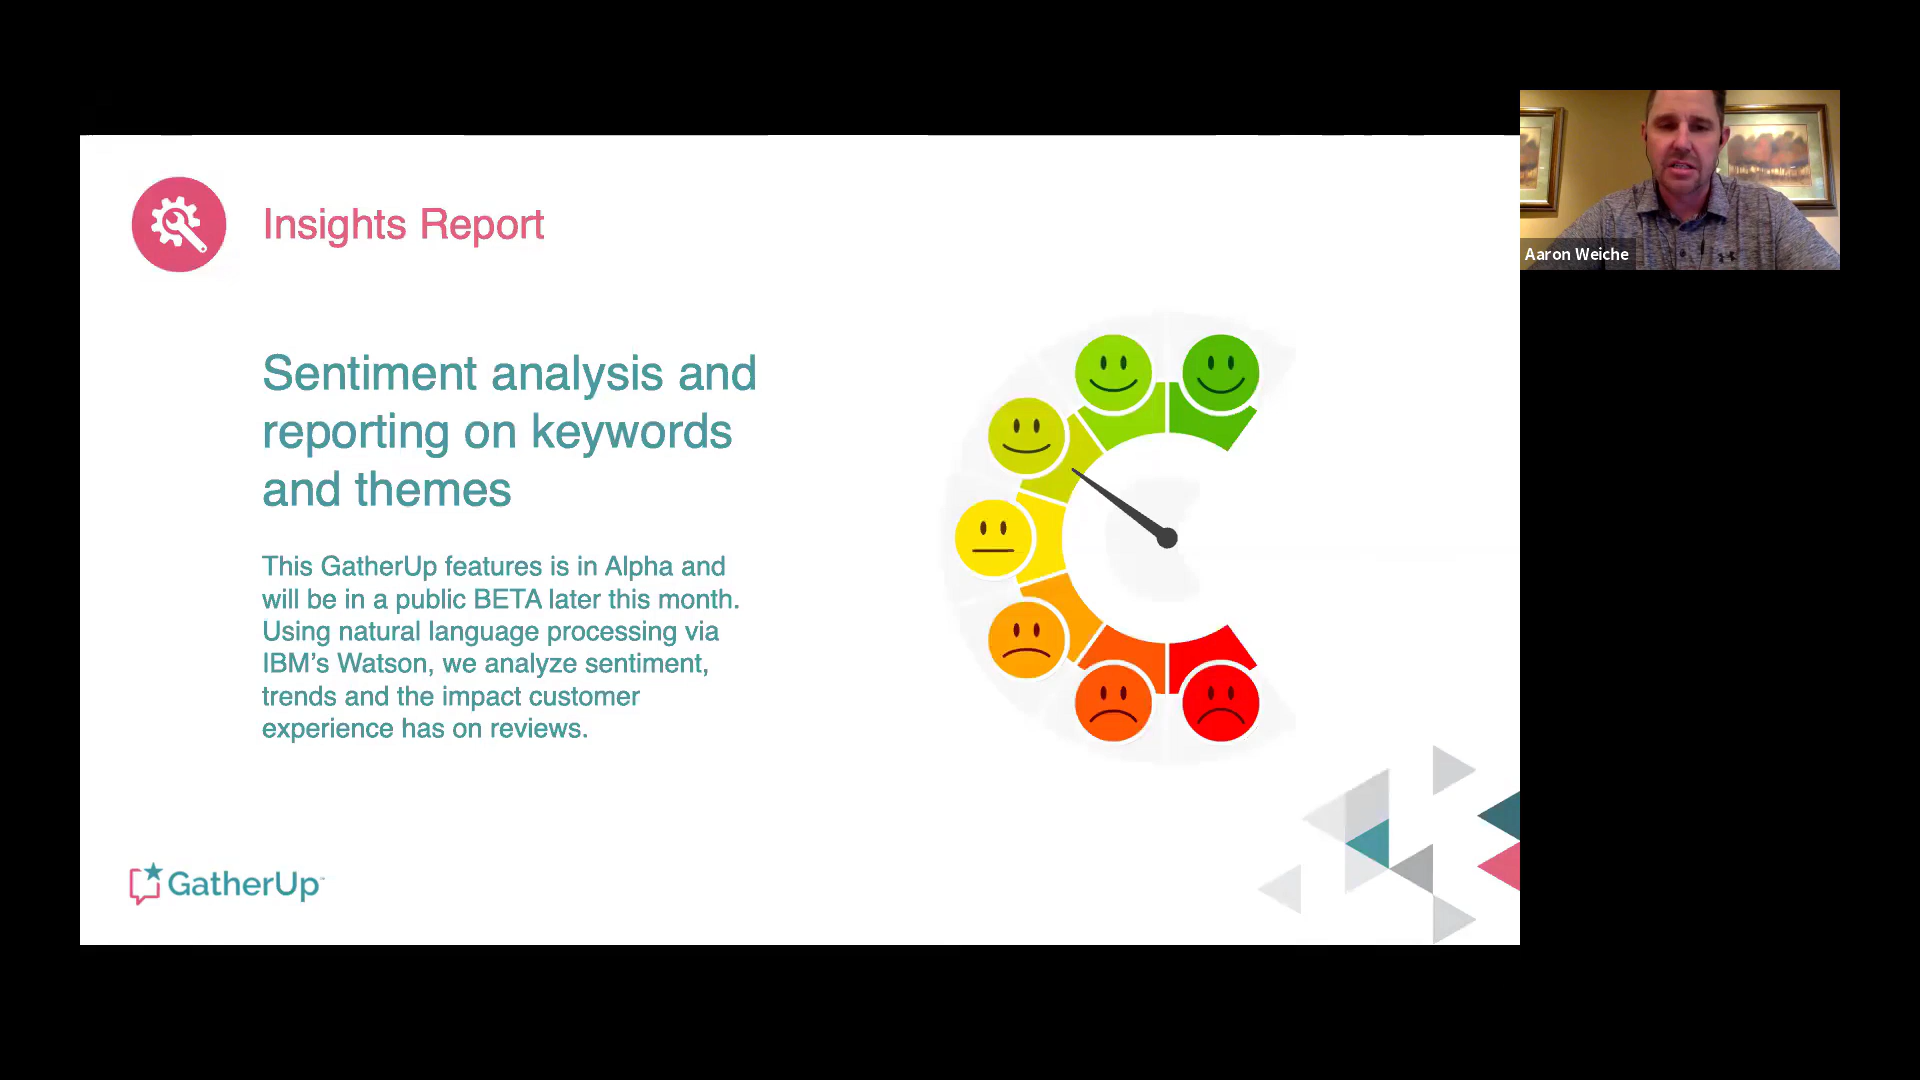 Insights Report
Sentiment analysis and
reporting on keywords
and themes
This GatherUp features is in Alpha and
will be in a public BETA later this month.
Using natural language processing via
IBM's Watson, we analyze sentiment,
trends and the impact customer
experience has on reviews.
GatherUp™
Aaron Weiche